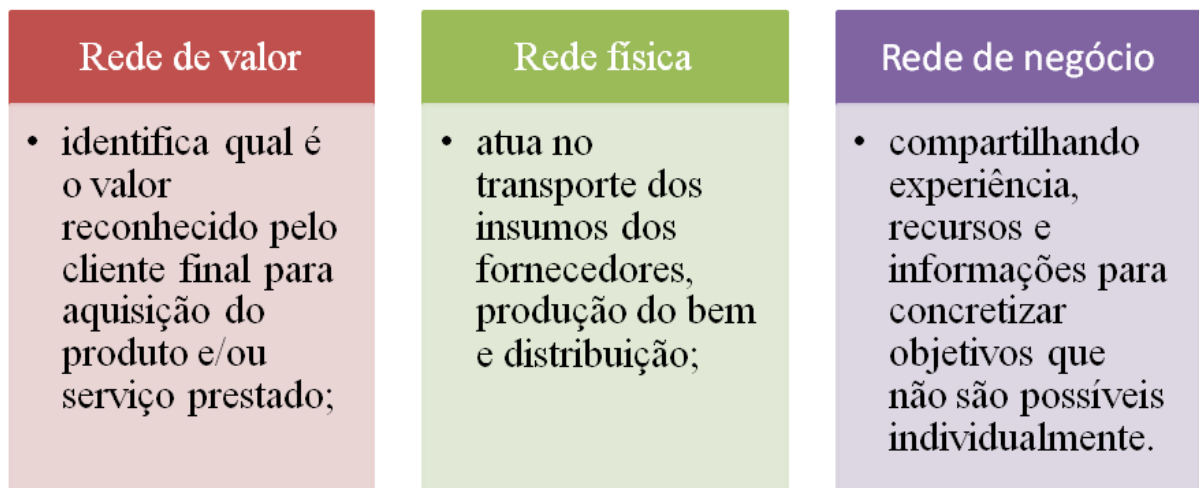 Rede de valor
• identifica qual é
o valor
reconhecido pelo
cliente final para
aquisição do
produto e/ou
serviço prestado;
Rede física
• atua no
transporte dos
insumos dos
fornecedores,
produção do bem
e distribuição;
Rede de negócio
• compartilhando
experiência,
recursos e
informações para
concretizar
objetivos que
não são possíveis
individualmente.